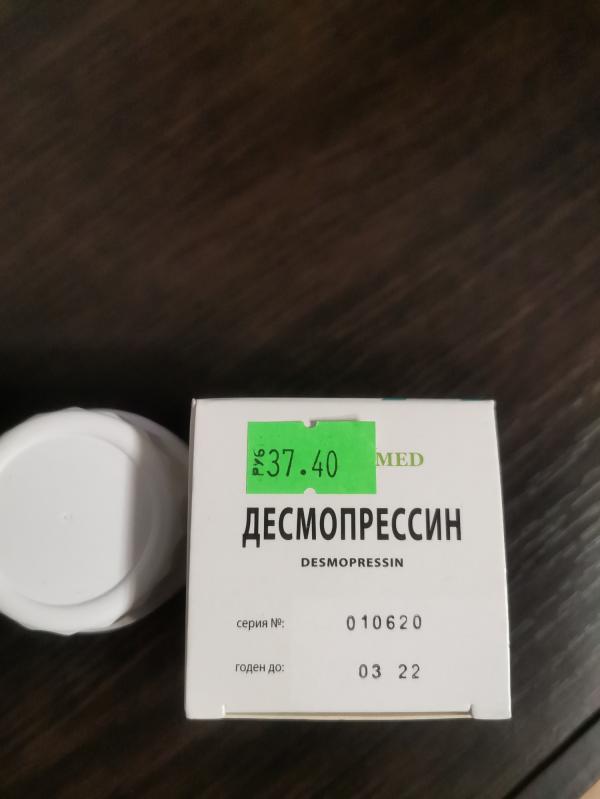 РУБ 37.40
MED
ДЕСМОПРЕССИН
DESMOPRESSIN
серия №: 010620
годен до: 03 22